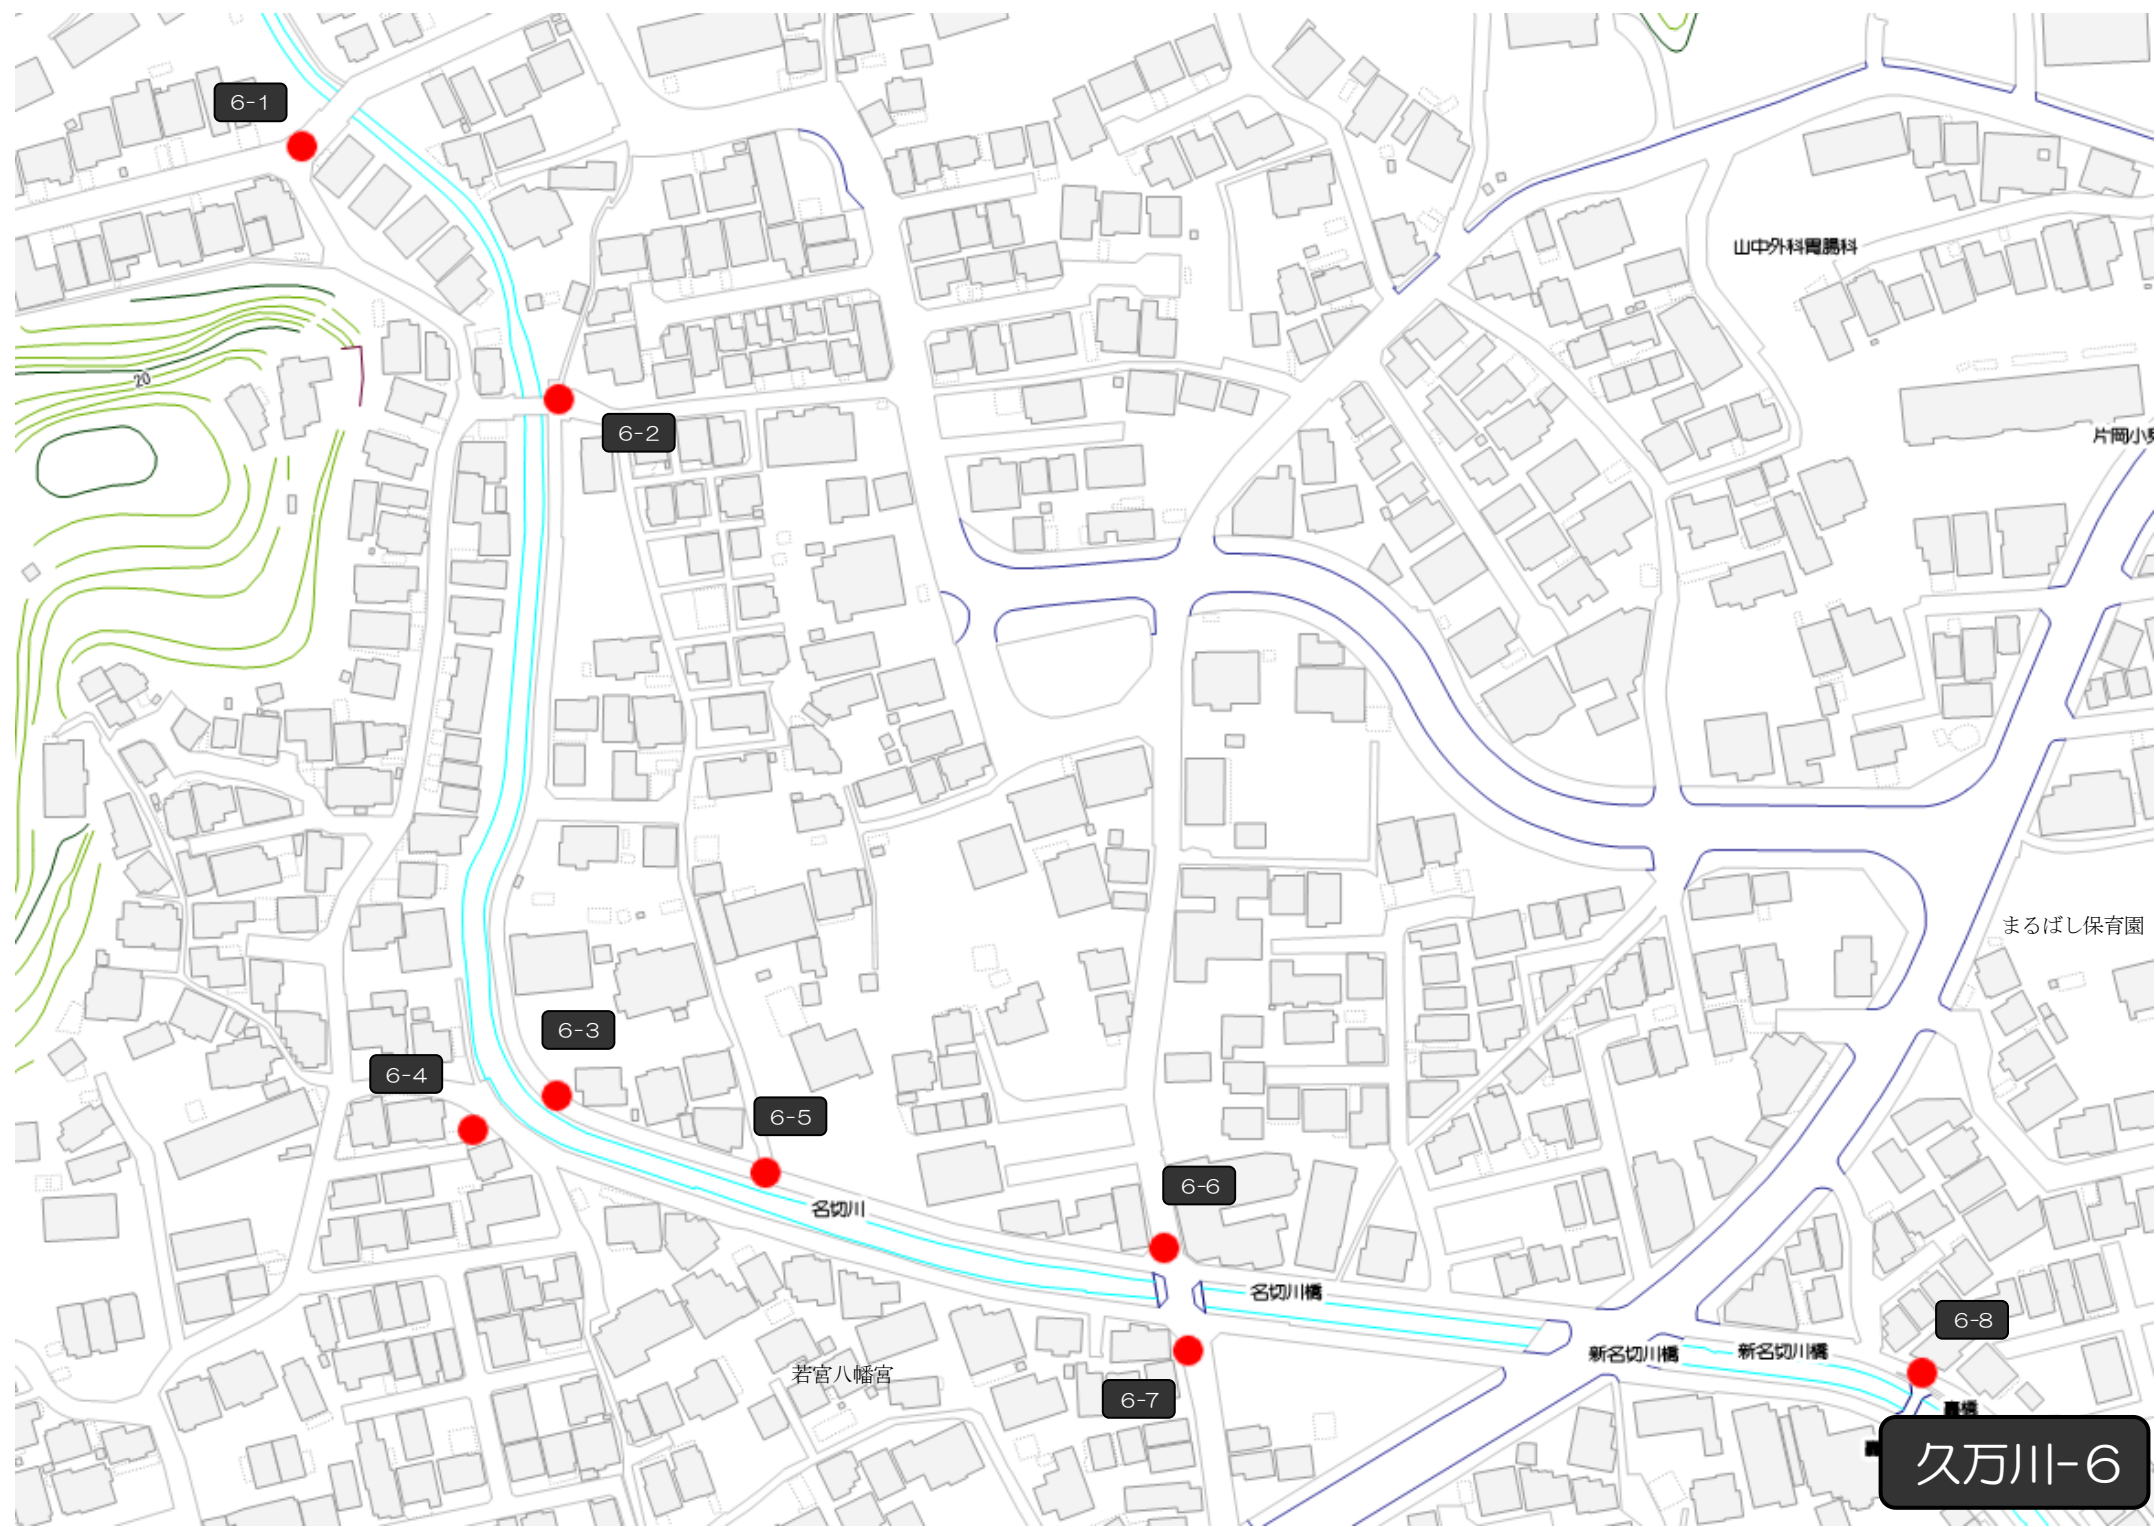 6-1
山中外科胃腸科
20
6-2
片岡小
まるばし保育園
6-3
6-4
6-5
6-6
名切川
名切川橋
6-8
新名切川橋
新名切川橋
若宮八幡宮
6-7
久万川-6